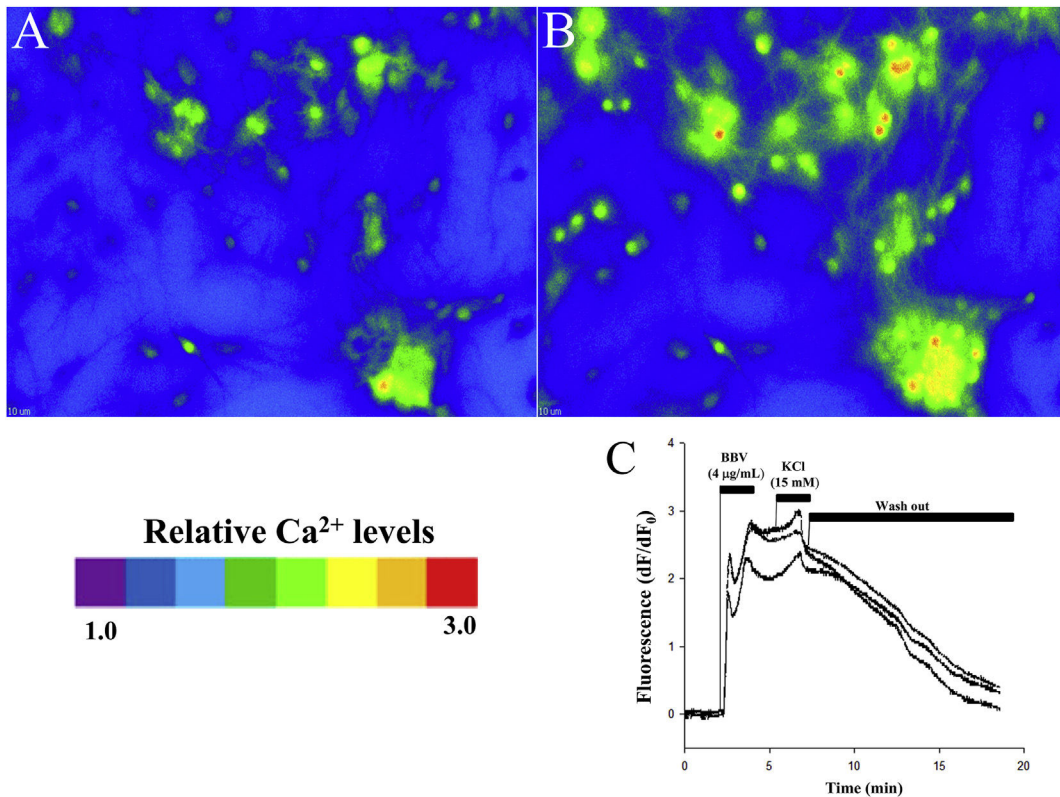 A
B
10 um
10 um
Relative Ca²⁺ levels
1.0
3.0
C
BBV
(4 µg/mL)
KCl
(15 mM)
Wash out
Fluorescence (dF/dF₀)
4
3
2
1
0
0
5
10
15
20
Time (min)